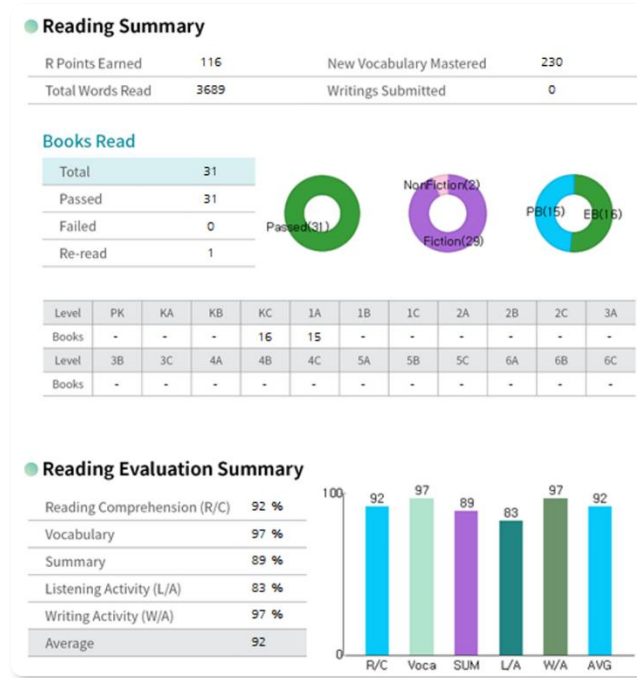 Reading Summary
R Points Earned 116 New Vocabulary Mastered 230
Total Words Read 3689 Writings Submitted 0
Books Read
Total 31
Passed 31
Failed 0
Re-read 1
Passed(31)
NonFiction(2)
Fiction(29)
PB(15) EB(16)
Level PK KA KB KC 1A 1B 1C 2A 2B 2C 3A
Books - - - 16 15 - - - - - -
Level 3B 3C 4A 4B 4C 5A 5B 5C 6A 6B 6C
Books - - - - - - - - - - -
Reading Evaluation Summary
Reading Comprehension (R/C) 92 %
Vocabulary 97 %
Summary 89 %
Listening Activity (L/A) 83 %
Writing Activity (W/A) 97 %
Average 92
100
92 97 89 83 97 92
0
R/C Voca SUM L/A W/A AVG